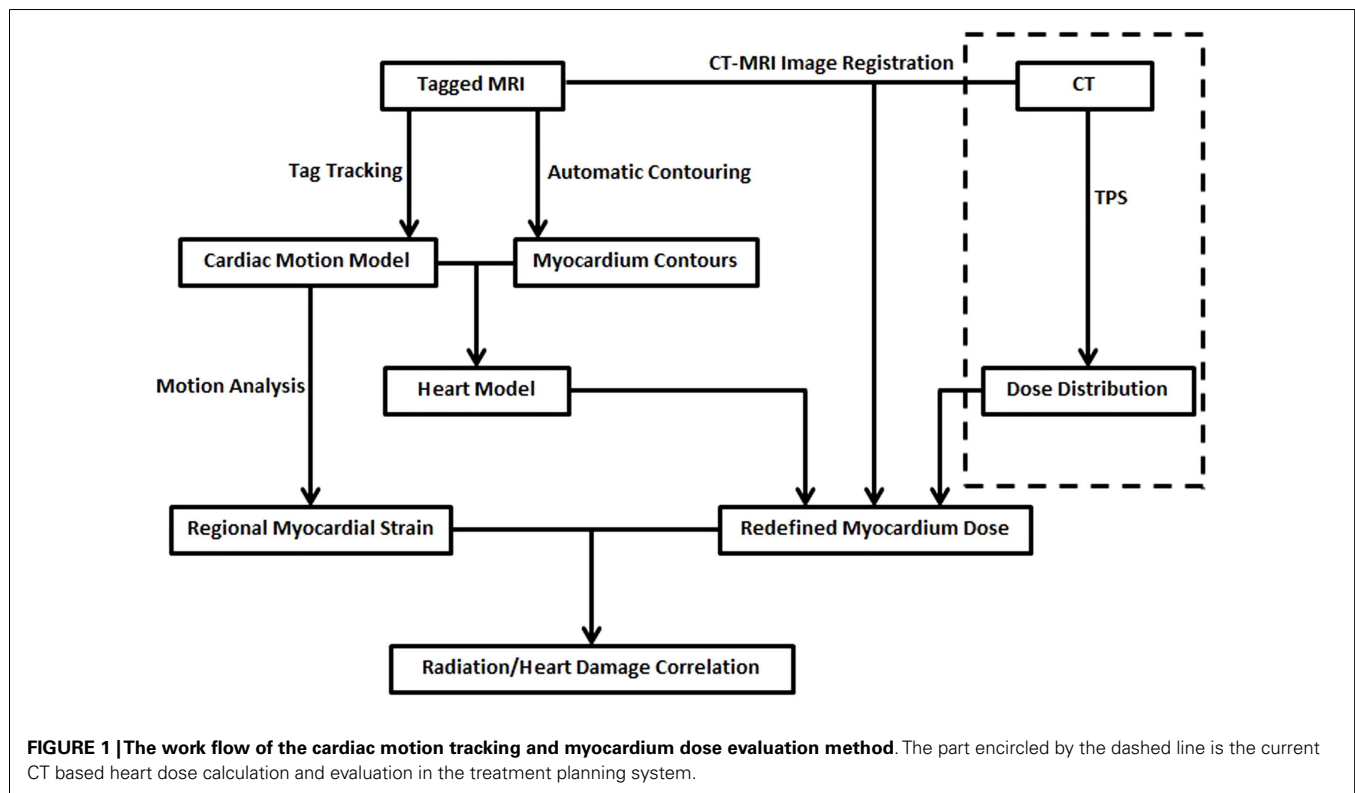 CT-MRI Image Registration
Tagged MRI
CT
Tag Tracking
Automatic Contouring
TPS
Cardiac Motion Model
Myocardium Contours
Motion Analysis
Heart Model
Dose Distribution
Regional Myocardial Strain
Redefined Myocardium Dose
Radiation/Heart Damage Correlation
FIGURE 1 | The work flow of the cardiac motion tracking and myocardium dose evaluation method. The part encircled by the dashed line is the current
CT based heart dose calculation and evaluation in the treatment planning system.